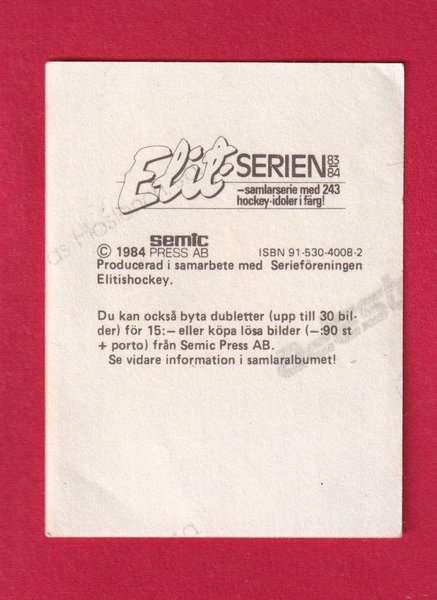 Elit-SERIEN 83 84
–samlarserie med 243
hockey-idoler i färg!
© 1984 semic PRESS AB ISBN 91-530-4008-2
Producerad i samarbete med Serieföreningen
Elitishockey.
Du kan också byta dubletter (upp till 30 bil-
der) för 15:– eller köpa lösa bilder (–:90 st
+ porto) från Semic Press AB.
Se vidare information i samlaralbumet!